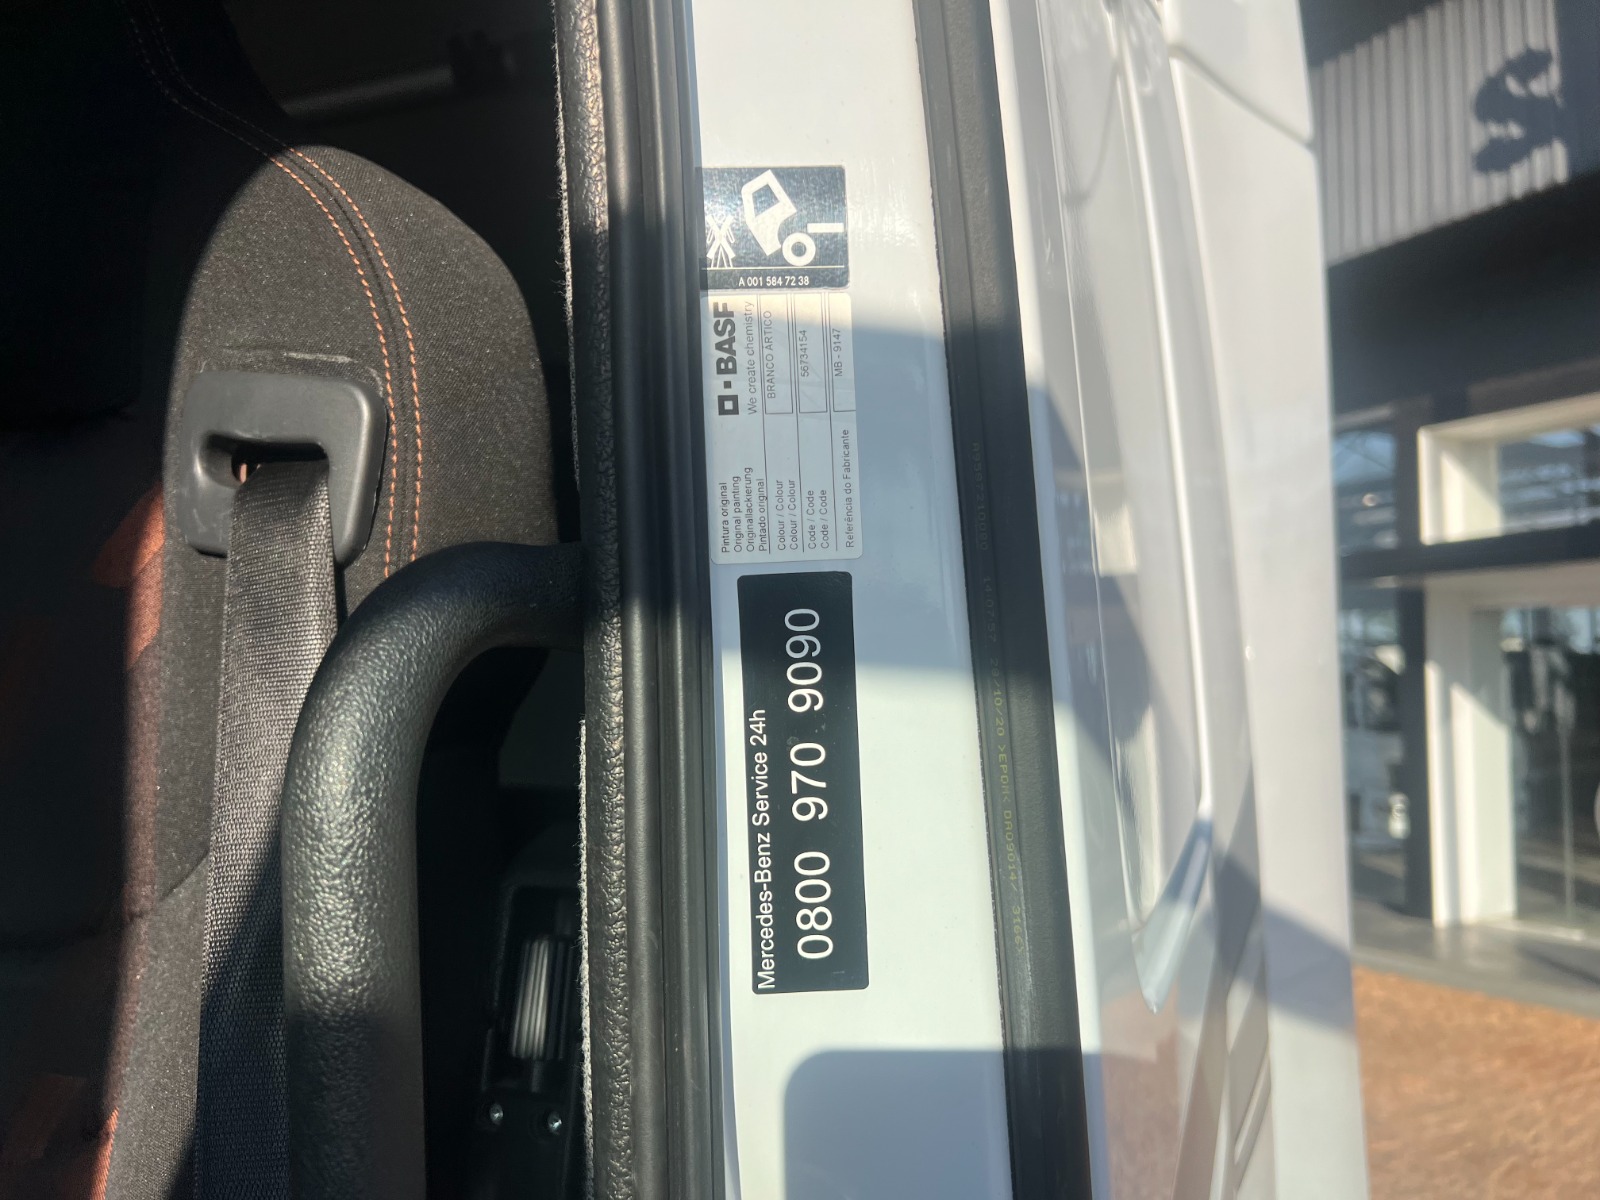 Mercedes-Benz Service 24h
0800 970 9090
BASF
We create chemistry
Pintura original
Original painting
Originallackierung
Pintado original
Colour / Colour
Colour / Colour
BRANCO ARTICO
Code / Code
Code / Code
56734154
Referência do Fabricante
MB - 9147
A 001 584 72 38